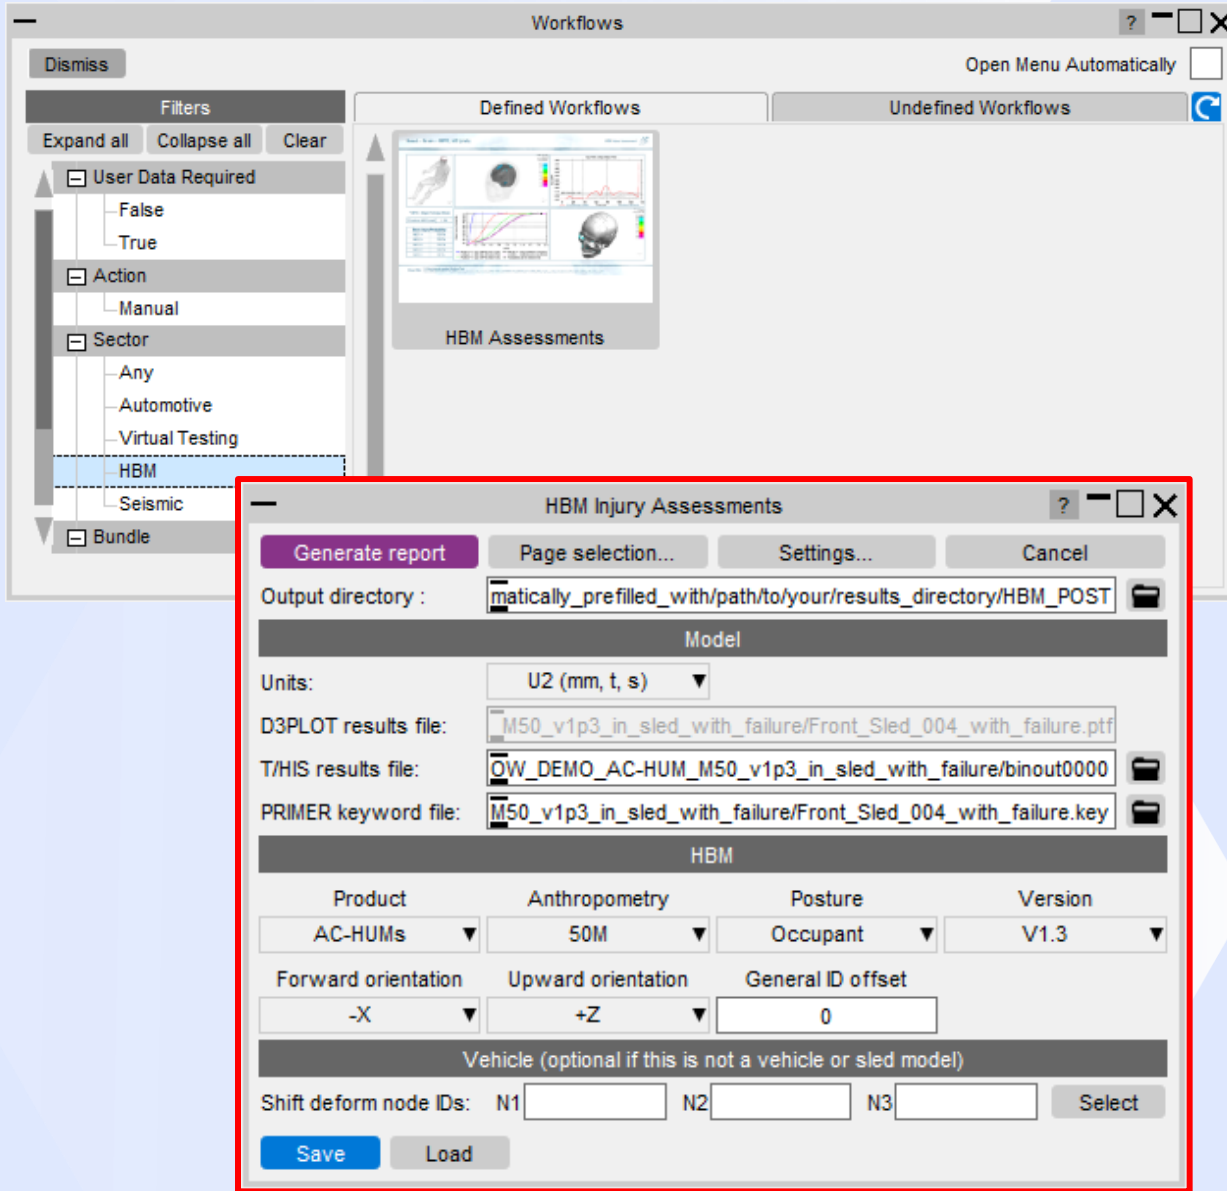 Workflows
?
Dismiss
Open Menu Automatically
Filters
Defined Workflows
Undefined Workflows
Expand all
Collapse all
Clear
User Data Required
False
True
Action
Manual
Sector
Any
Automotive
Virtual Testing
HBM
Seismic
Bundle
HBM Assessments
HBM Injury Assessments
?
Generate report
Page selection...
Settings...
Cancel
Output directory :
matically_prefilled_with/path/to/your/results_directory/HBM_POST
Model
Units:
U2 (mm, t, s)
D3PLOT results file:
_M50_v1p3_in_sled_with_failure/Front_Sled_004_with_failure.ptf
T/HIS results file:
OW_DEMO_AC-HUM_M50_v1p3_in_sled_with_failure/binout0000
PRIMER keyword file:
M50_v1p3_in_sled_with_failure/Front_Sled_004_with_failure.key
HBM
Product
Anthropometry
Posture
Version
AC-HUMs
50M
Occupant
V1.3
Forward orientation
Upward orientation
General ID offset
-X
+Z
0
Vehicle (optional if this is not a vehicle or sled model)
Shift deform node IDs:
N1
N2
N3
Select
Save
Load